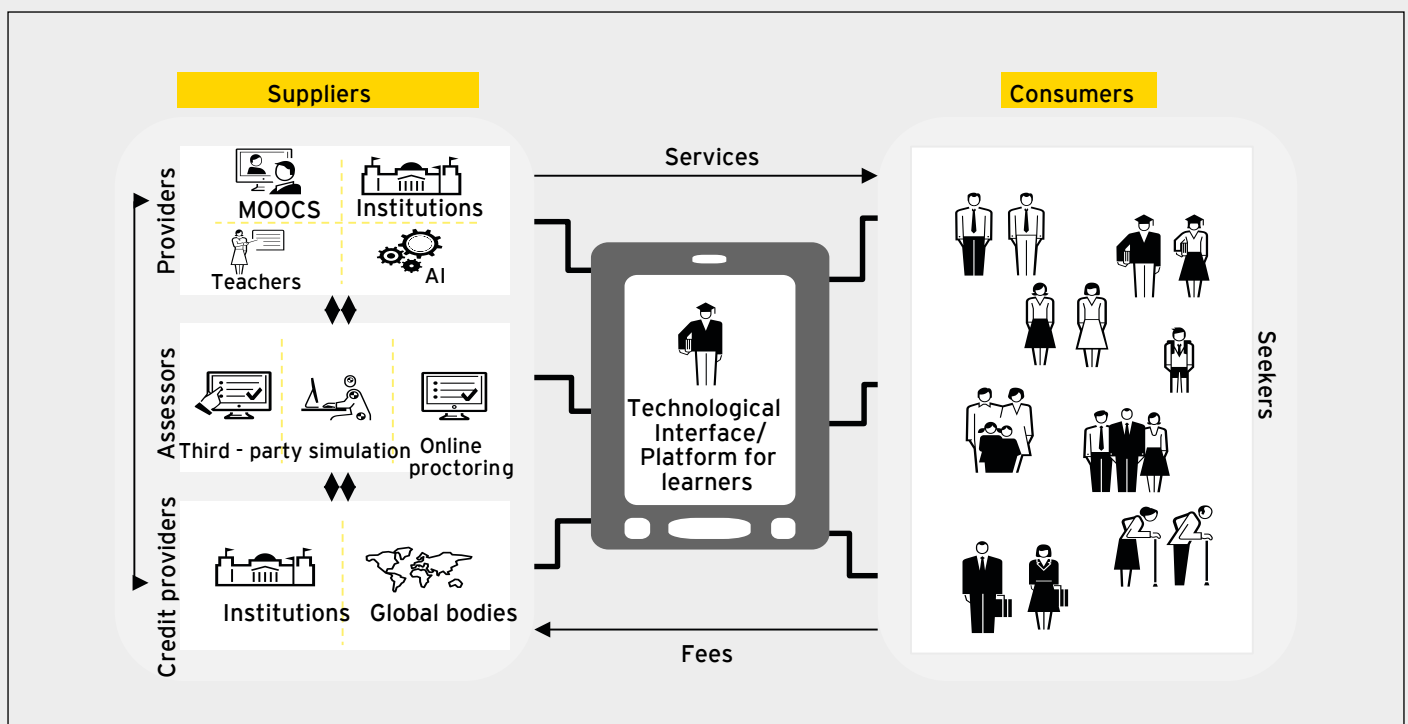 Suppliers
Consumers
Services
Providers
MOOCS
Institutions
Teachers
AI
Assessors
Third - party simulation
Online
proctoring
Credit providers
Institutions
Global bodies
Technological
Interface/
Platform for
learners
Seekers
Fees